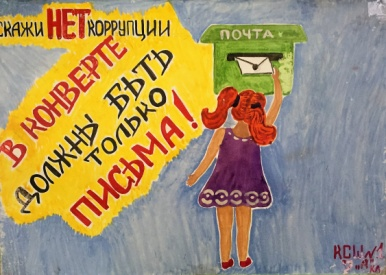 СКАЖИ НЕТ КОРРУПЦИИ
В КОНВЕРТЕ
ДОЛЖНЫ БЫТЬ
ТОЛЬКО
ПИСЬМА!
ПОЧТА